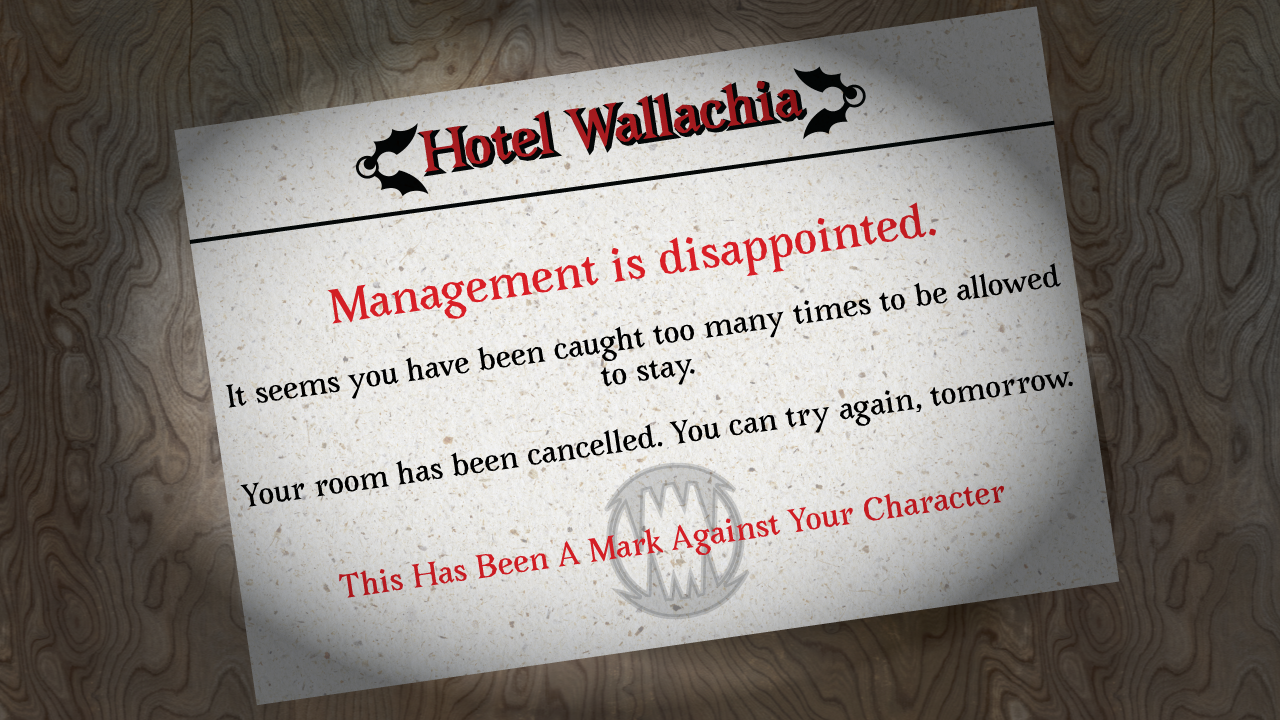 Hotel Wallachia
Management is disappointed.
It seems you have been caught too many times to be allowed
to stay.
Your room has been cancelled. You can try again, tomorrow.
This Has Been A Mark Against Your Character